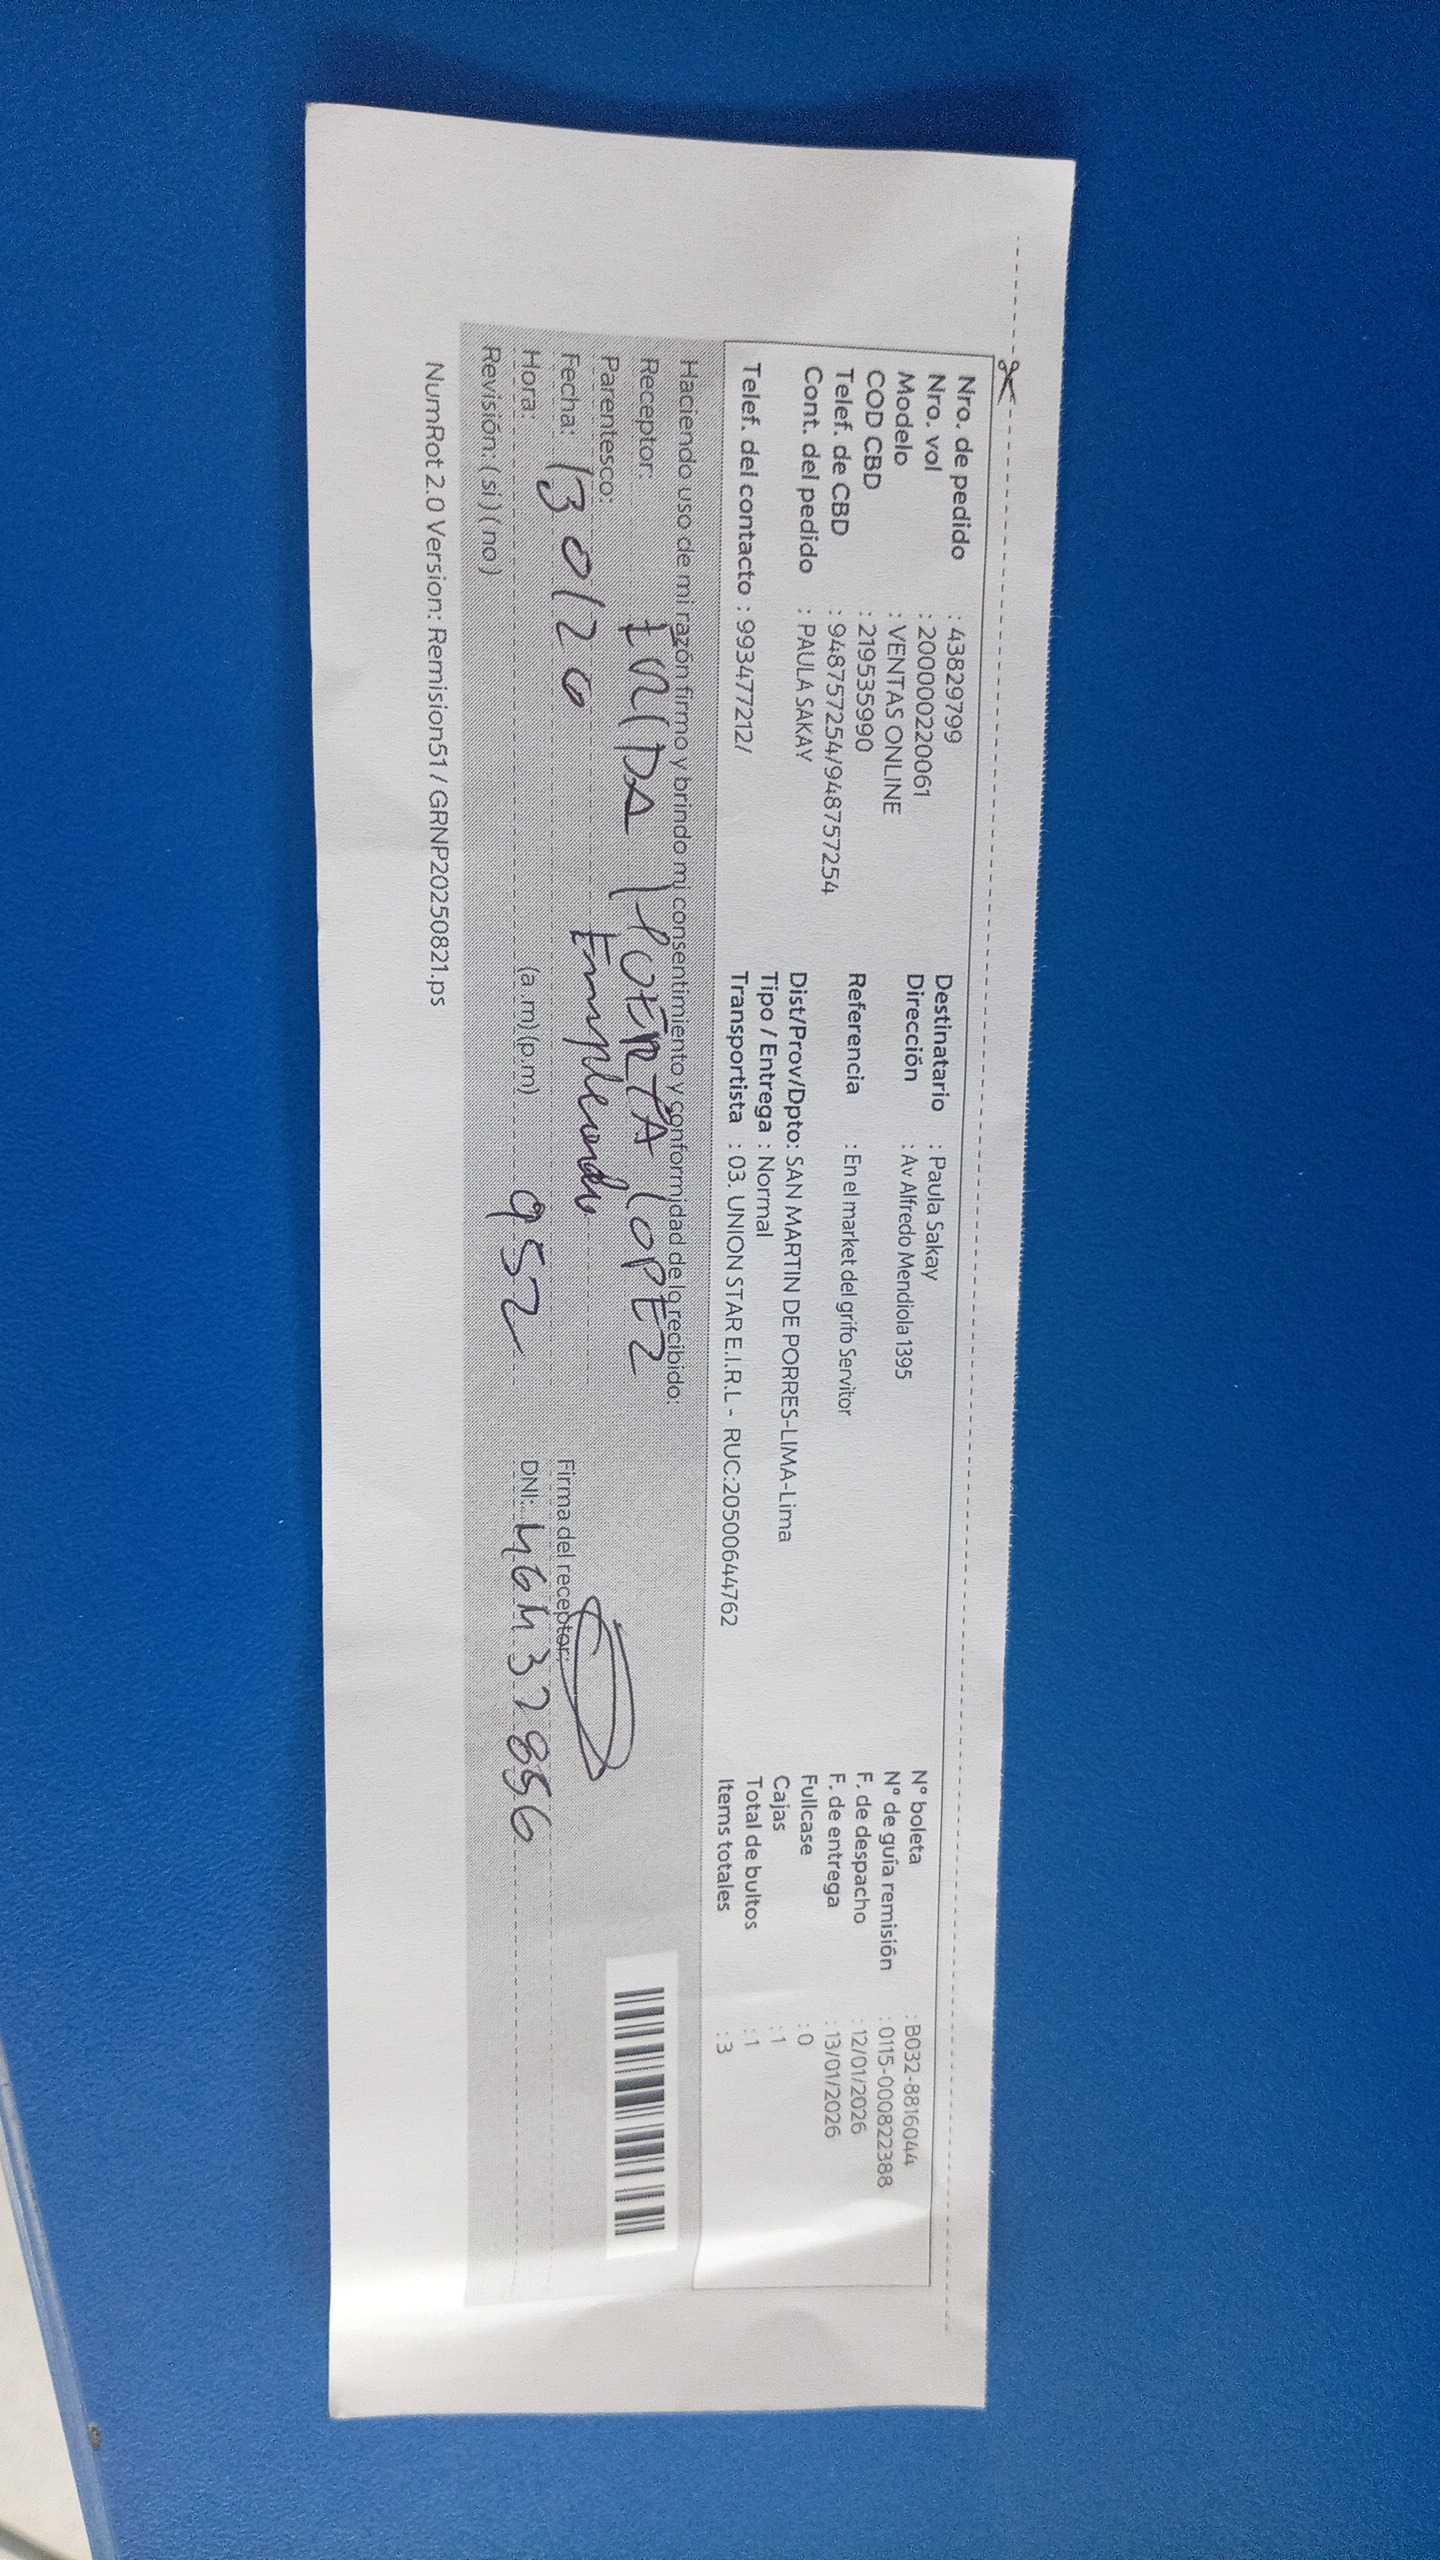 Nro. de pedido : 43829799
Nro. vol : 200000220061
Modelo : VENTAS ONLINE
COD CBD : 219535990
Telef. de CBD : 948757254/948757254
Cont. del pedido : PAULA SAKAY
Telef. del contacto : 993477212/
Destinatario : Paula Sakay
Dirección : Av Alfredo Mendiola 1395
Referencia : En el market del grifo Servitor
Dist/Prov/Dpto: SAN MARTIN DE PORRES-LIMA-Lima
Tipo / Entrega : Normal
Transportista : 03. UNION STAR E.I.R.L - RUC:20500644762
N° boleta : B032-8816044
N° de guía remisión : 0115-000822388
F. de despacho : 12/01/2026
F. de entrega : 13/01/2026
Fullcase : 0
Cajas : 1
Total de bultos : 1
Items totales : 3
Haciendo uso de mi razón firmo y brindo mi consentimiento y conformidad de lo recibido:
Receptor: LOPEZ
Parentesco:
Fecha: 13 01 26
Hora: (a .m)(p.m) 952
Revisión: (si)(no)
Firma del receptor:
DNI: 46437856
NumRot 2.0 Version: Remision51 / GRNP20250821.ps